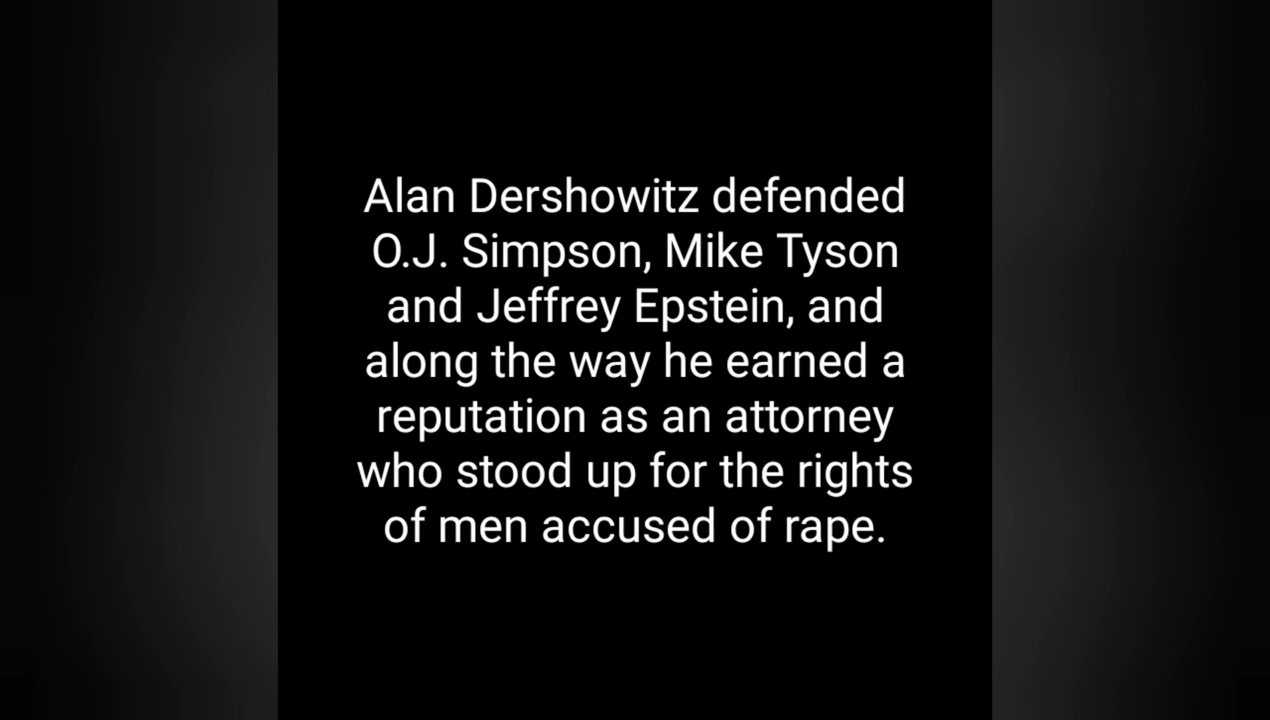 Alan Dershowitz defended
O.J. Simpson, Mike Tyson
and Jeffrey Epstein, and
along the way he earned a
reputation as an attorney
who stood up for the rights
of men accused of rape.